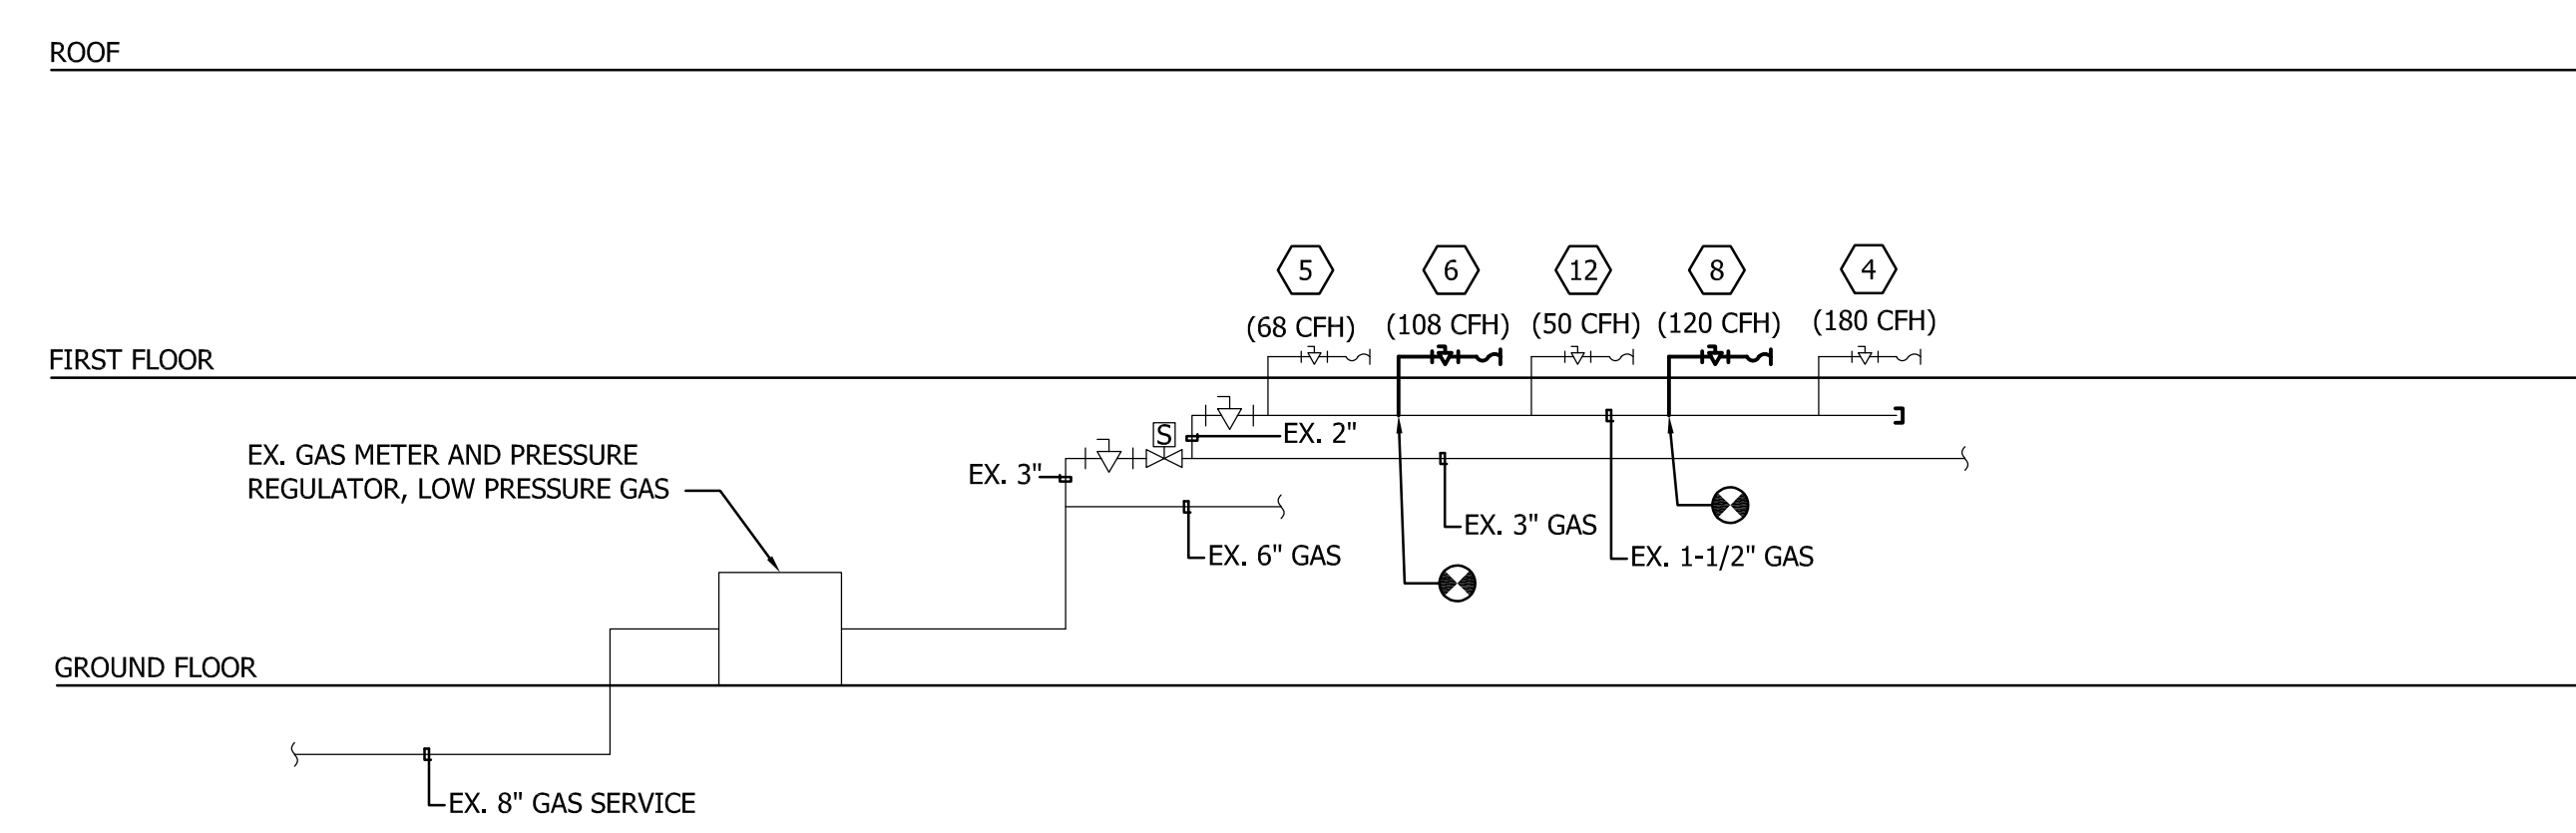 ROOF
5
6
12
8
4
(68 CFH)
(108 CFH)
(50 CFH)
(120 CFH)
(180 CFH)
FIRST FLOOR
S
EX. 2"
EX. GAS METER AND PRESSURE
REGULATOR, LOW PRESSURE GAS
EX. 3"
EX. 3" GAS
EX. 6" GAS
EX. 1-1/2" GAS
GROUND FLOOR
EX. 8" GAS SERVICE